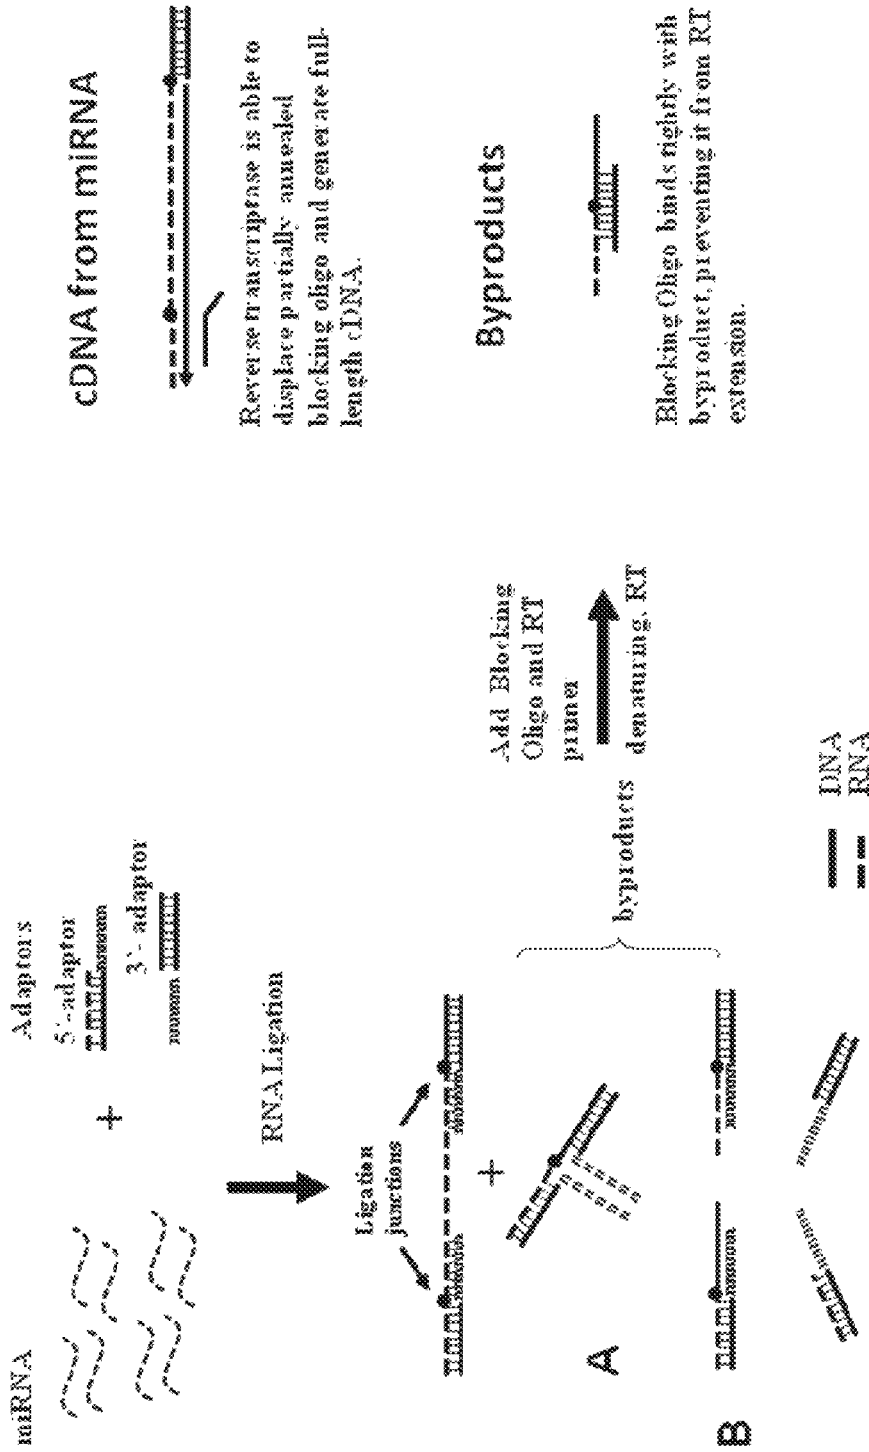 miRNA
+
Adaptors
5'-adaptor
3'- adaptor
RNA Ligation
Ligation
junctions
+
A
B
byproducts
DNA
RNA
Add Blocking
Oligo and RT
primer
denaturing, RT
cDNA from miRNA
Reverse transcriptase is able to
displace partially annealed
blocking oligo and generate full-
length cDNA.
Byproducts
Blocking Oligo binds tightly with
byproduct, preventing it from RT
extension.